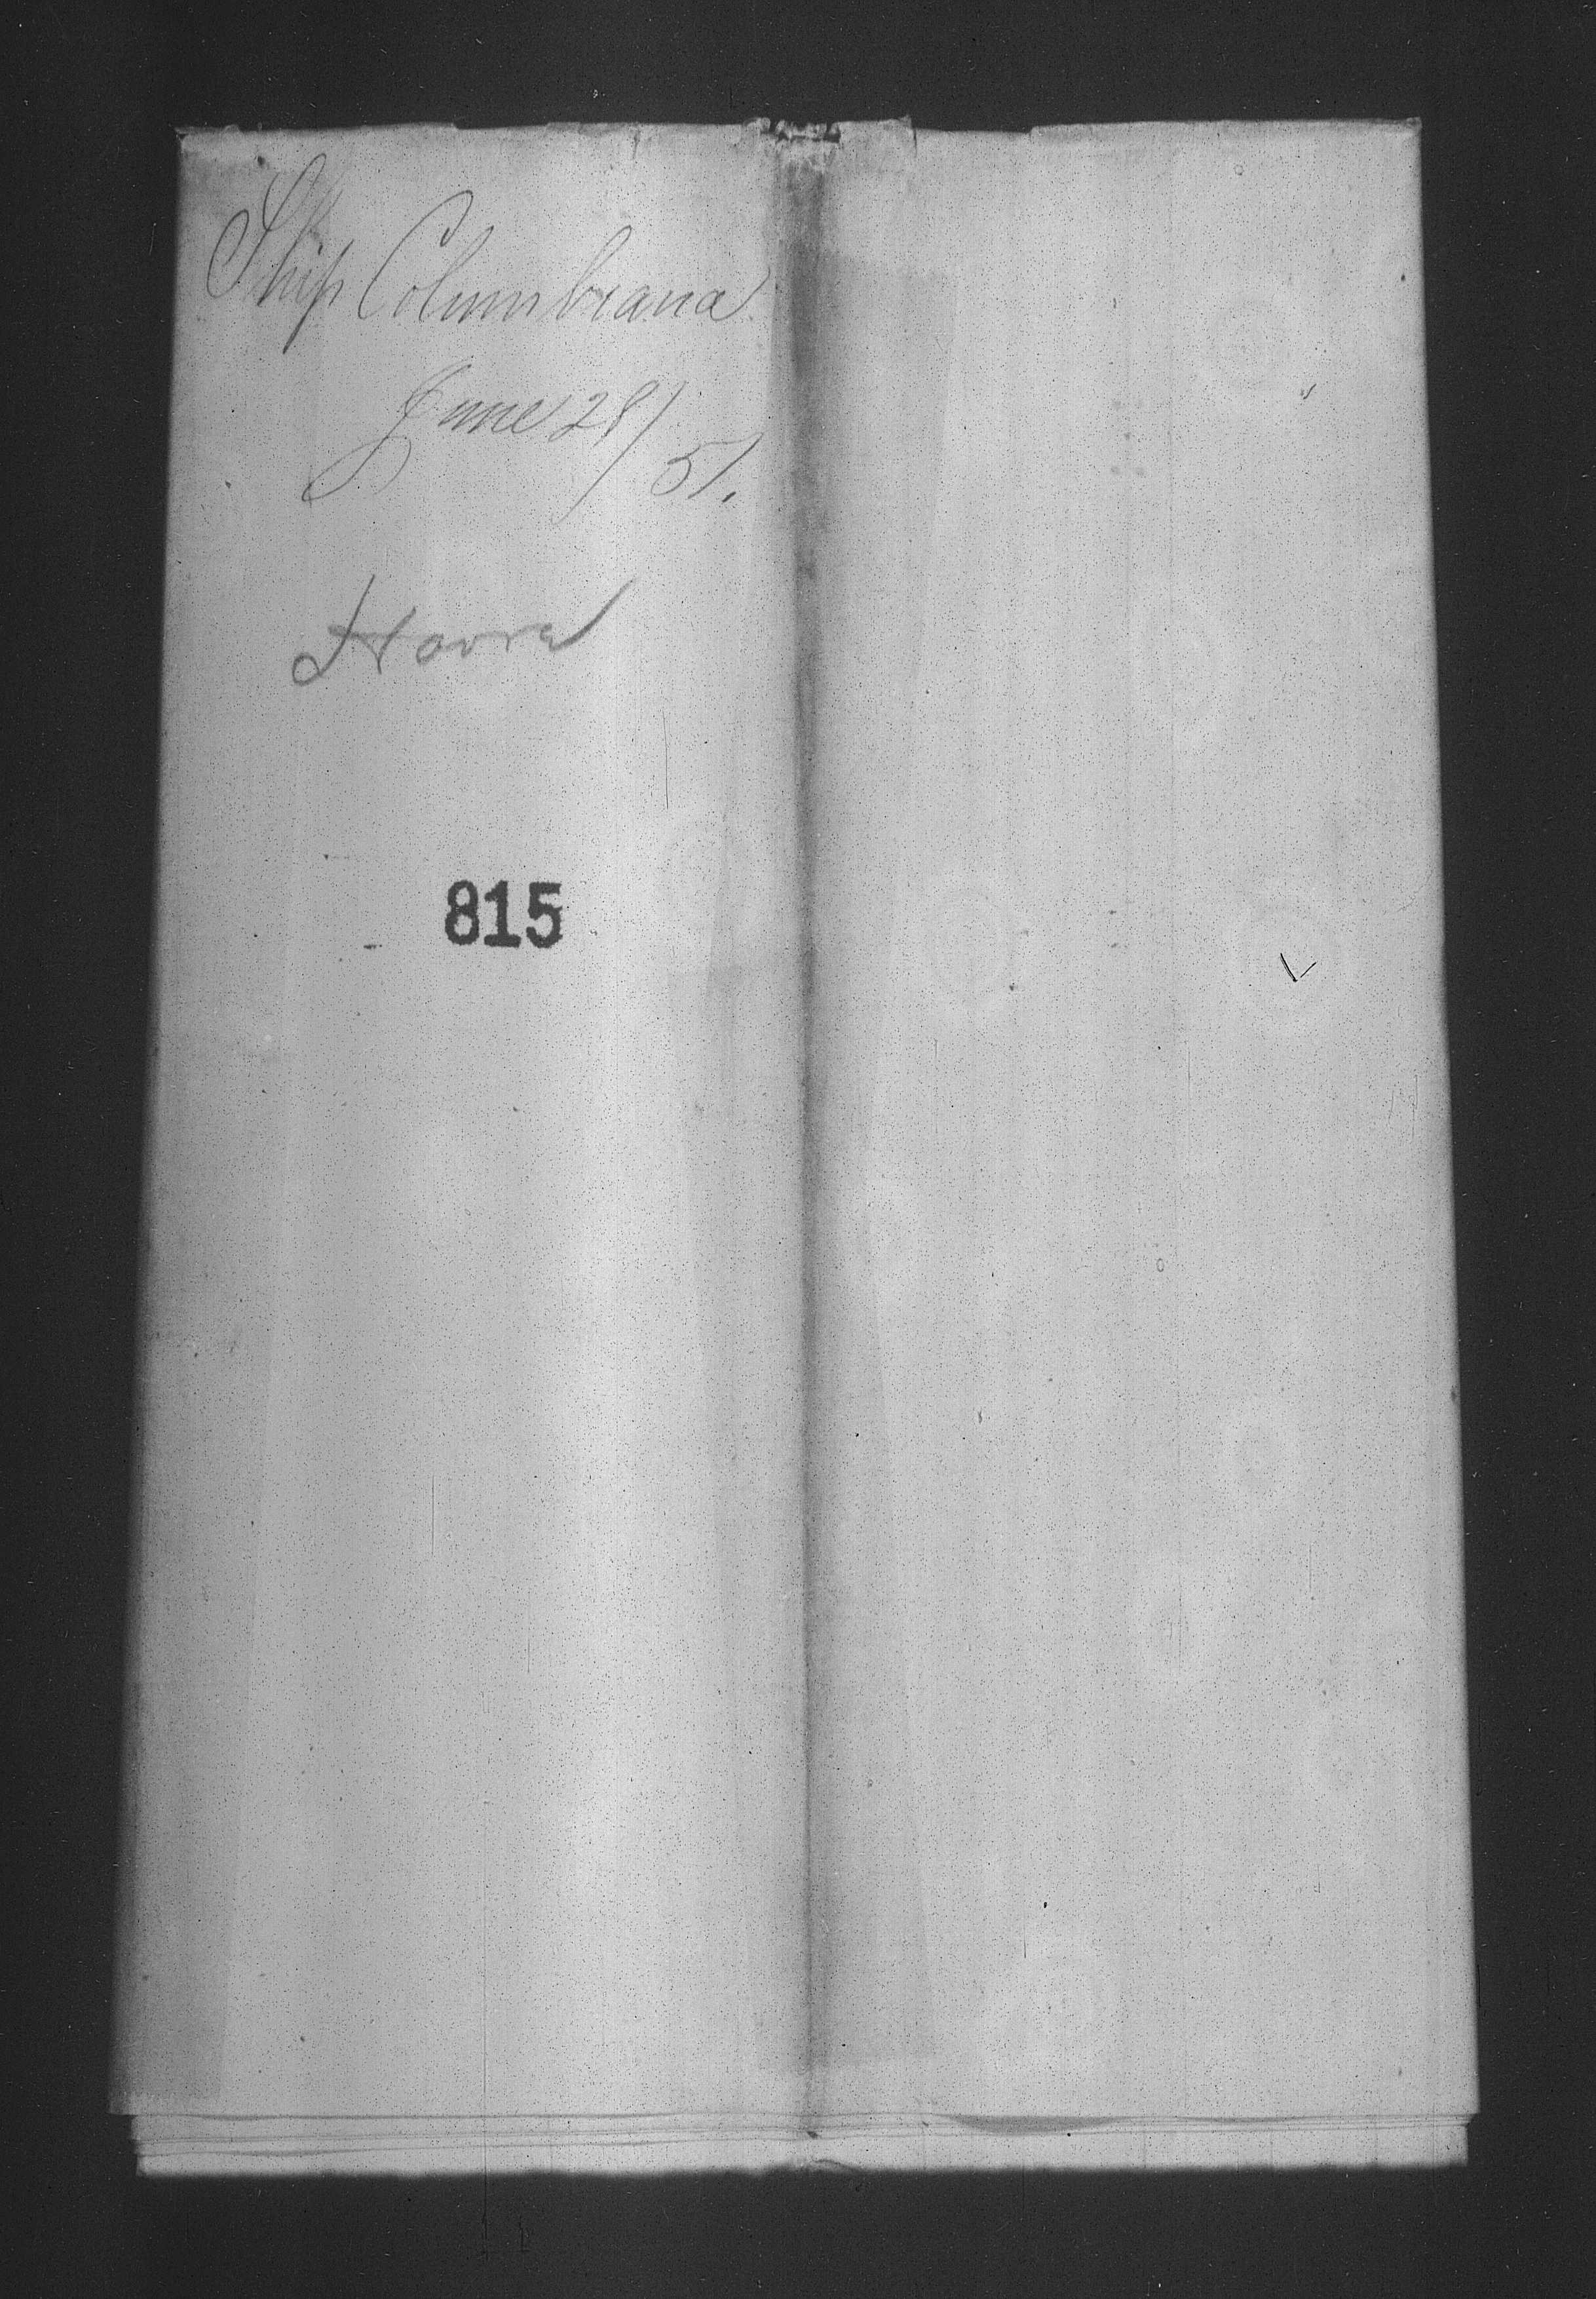 Ship Columbiana
June 28/51.
Havre
815